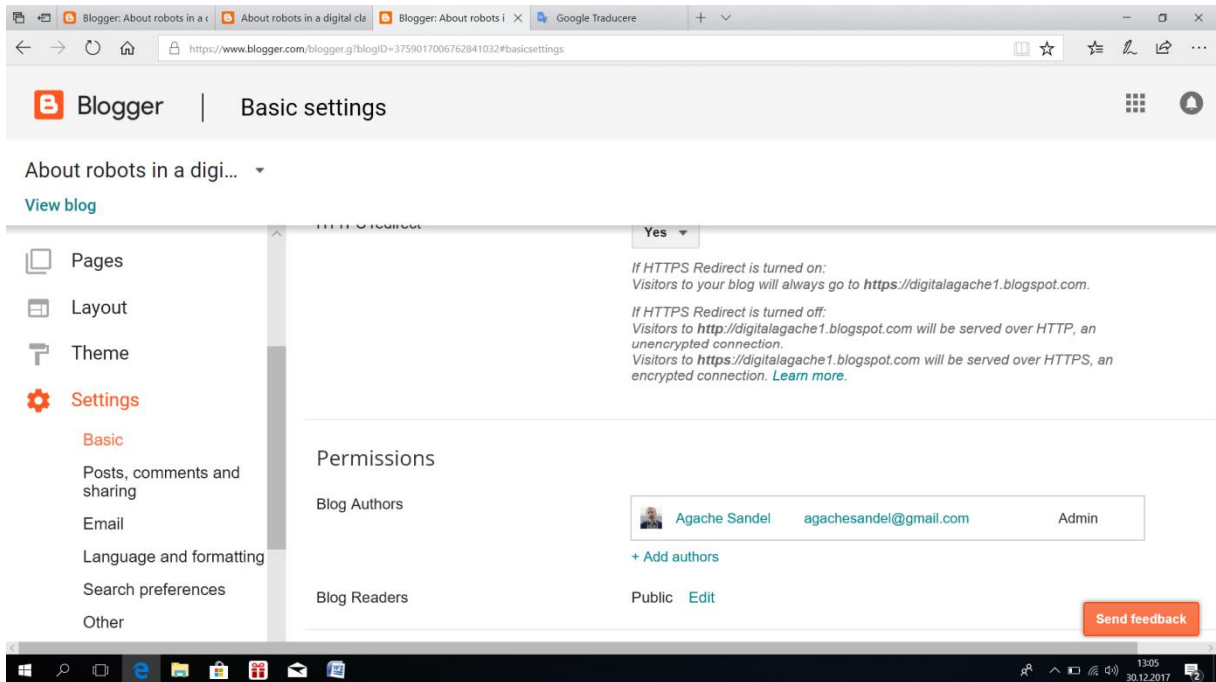 Blogger: About robots in a c
About robots in a digital cla
Blogger: About robots i
Google Traducere
https://www.blogger.com/blogger.g?blogID=3759017006762841032#basicsettings
Blogger | Basic settings
About robots in a digi...
View blog
HTTPS redirect
Yes
If HTTPS Redirect is turned on:
Visitors to your blog will always go to https://digitalagache1.blogspot.com.
If HTTPS Redirect is turned off:
Visitors to http://digitalagache1.blogspot.com will be served over HTTP, an
unencrypted connection.
Visitors to https://digitalagache1.blogspot.com will be served over HTTPS, an
encrypted connection. Learn more.
Pages
Layout
Theme
Settings
Basic
Posts, comments and
sharing
Email
Language and formatting
Search preferences
Other
Permissions
Blog Authors
Agache Sandel agachesandel@gmail.com Admin
+ Add authors
Blog Readers
Public Edit
Send feedback
13:05
30.12.2017
2